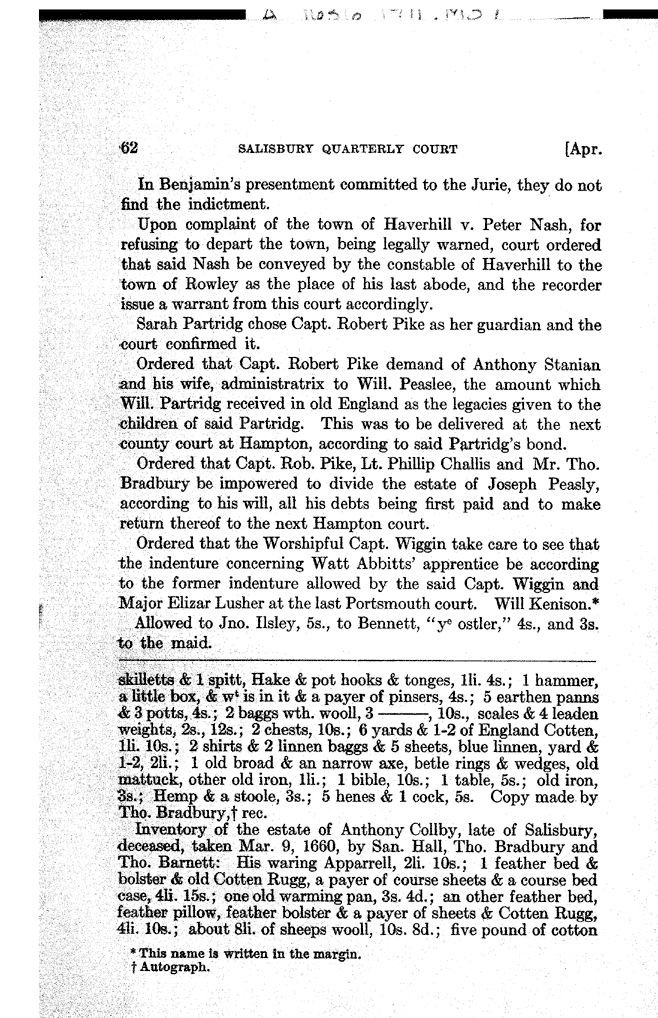 62 SALISBURY QUARTERLY COURT [Apr.
In Benjamin's presentment committed to the Jurie, they do not
find the indictment.
Upon complaint of the town of Haverhill v. Peter Nash, for
refusing to depart the town, being legally warned, court ordered
that said Nash be conveyed by the constable of Haverhill to the
town of Rowley as the place of his last abode, and the recorder
issue a warrant from this court accordingly.
Sarah Partridg chose Capt. Robert Pike as her guardian and the
court confirmed it.
Ordered that Capt. Robert Pike demand of Anthony Stanian
and his wife, administratrix to Will. Peaslee, the amount which
Will. Partridg received in old England as the legacies given to the
children of said Partridg. This was to be delivered at the next
county court at Hampton, according to said Partridg's bond.
Ordered that Capt. Rob. Pike, Lt. Phillip Challis and Mr. Tho.
Bradbury be impowered to divide the estate of Joseph Peasly,
according to his will, all his debts being first paid and to make
return thereof to the next Hampton court.
Ordered that the Worshipful Capt. Wiggin take care to see that
the indenture concerning Watt Abbitts' apprentice be according
to the former indenture allowed by the said Capt. Wiggin and
Major Elizar Lusher at the last Portsmouth court. Will Kenison.*
Allowed to Jno. Ilsley, 5s., to Bennett, "yᵉ ostler," 4s., and 3s.
to the maid.
skilletts & 1 spitt, Hake & pot hooks & tonges, 1li. 4s.; 1 hammer,
a little box, & wᵗ is in it & a payer of pinsers, 4s.; 5 earthen panns
& 3 potts, 4s.; 2 baggs wth. wooll, 3 ———, 10s., scales & 4 leaden
weights, 2s., 12s.; 2 chests, 10s.; 6 yards & 1-2 of England Cotten,
1li. 10s.; 2 shirts & 2 linnen baggs & 5 sheets, blue linnen, yard &
1-2, 2li.; 1 old broad & an narrow axe, betle rings & wedges, old
mattuck, other old iron, 1li.; 1 bible, 10s.; 1 table, 5s.; old iron,
3s.; Hemp & a stoole, 3s.; 5 henes & 1 cock, 5s. Copy made by
Tho. Bradbury,† rec.
Inventory of the estate of Anthony Collby, late of Salisbury,
deceased, taken Mar. 9, 1660, by San. Hall, Tho. Bradbury and
Tho. Barnett: His waring Apparrell, 2li. 10s.; 1 feather bed &
bolster & old Cotten Rugg, a payer of course sheets & a course bed
case, 4li. 15s.; one old warming pan, 3s. 4d.; an other feather bed,
feather pillow, feather bolster & a payer of sheets & Cotten Rugg,
4li. 10s.; about 8li. of sheeps wooll, 10s. 8d.; five pound of cotton
* This name is written in the margin.
† Autograph.